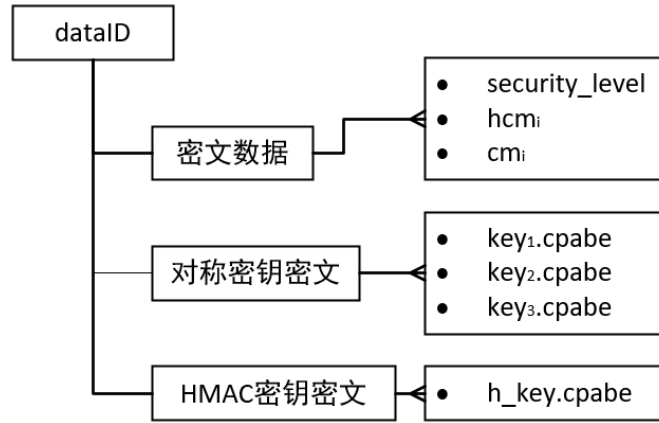 dataID
密文数据
• security_level
• hcmᵢ
• cmᵢ
对称密钥密文
• key₁.cpabe
• key₂.cpabe
• key₃.cpabe
HMAC密钥密文
• h_key.cpabe